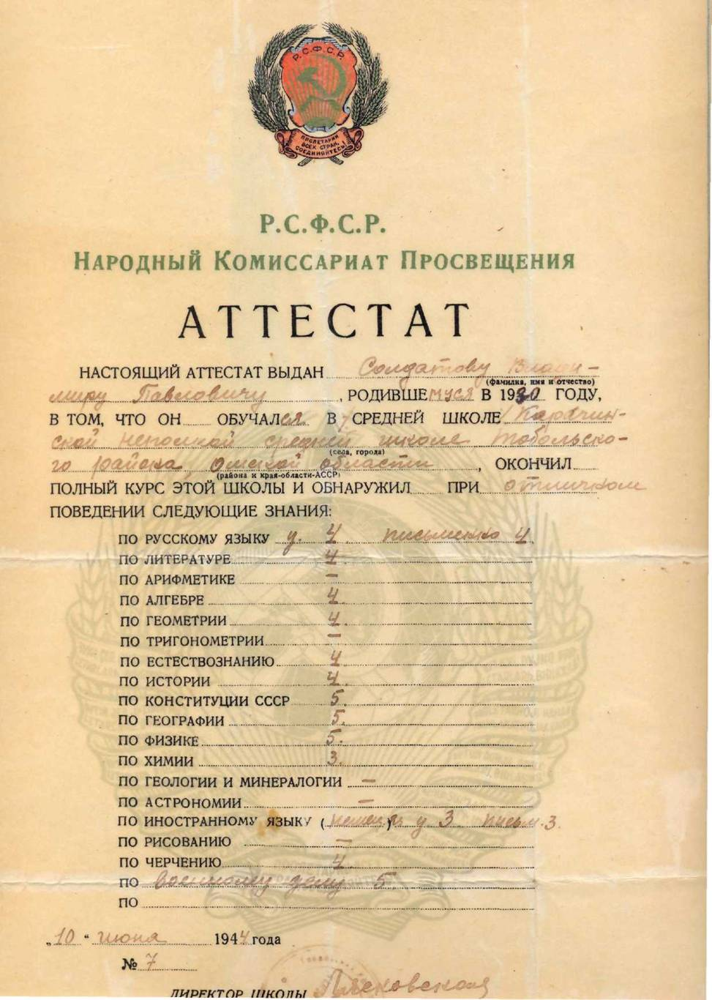 Р.С.Ф.С.Р.
ПРОЛЕТАРИИ
ВСЕХ СТРАН,
СОЕДИНЯЙТЕСЬ!
Р.С.Ф.С.Р.
НАРОДНЫЙ КОМИССАРИАТ ПРОСВЕЩЕНИЯ
АТТЕСТАТ
НАСТОЯЩИЙ АТТЕСТАТ ВЫДАН Солдатову Влади-
(фамилия, имя и отчество)
миру Павловичу, РОДИВШЕМУСЯ В 1930 ГОДУ,
В ТОМ, ЧТО ОН ОБУЧАЛСЯ В СРЕДНЕЙ ШКОЛЕ Карачин-
ской неполной средней школе Тобольско-
(села, города)
го района, Омской области, ОКОНЧИЛ
(района и края-области-АССР)
ПОЛНЫЙ КУРС ЭТОЙ ШКОЛЫ И ОБНАРУЖИЛ ПРИ отличном
ПОВЕДЕНИИ СЛЕДУЮЩИЕ ЗНАНИЯ:
ПО РУССКОМУ ЯЗЫКУ у. 4 письменно 4
ПО ЛИТЕРАТУРЕ 4
ПО АРИФМЕТИКЕ —
ПО АЛГЕБРЕ 4
ПО ГЕОМЕТРИИ 4.
ПО ТРИГОНОМЕТРИИ —
ПО ЕСТЕСТВОЗНАНИЮ 4
ПО ИСТОРИИ 4.
ПО КОНСТИТУЦИИ СССР 5.
ПО ГЕОГРАФИИ 5.
ПО ФИЗИКЕ 5.
ПО ХИМИИ 3.
ПО ГЕОЛОГИИ И МИНЕРАЛОГИИ —
ПО АСТРОНОМИИ —
ПО ИНОСТРАННОМУ ЯЗЫКУ ( ) у 3. письм. 3.
ПО РИСОВАНИЮ —
ПО ЧЕРЧЕНИЮ 4.
ПО военному делу 5
ПО
„10“ июня 1944 года
№ 7
ДИРЕКТОР ШКОЛЫ